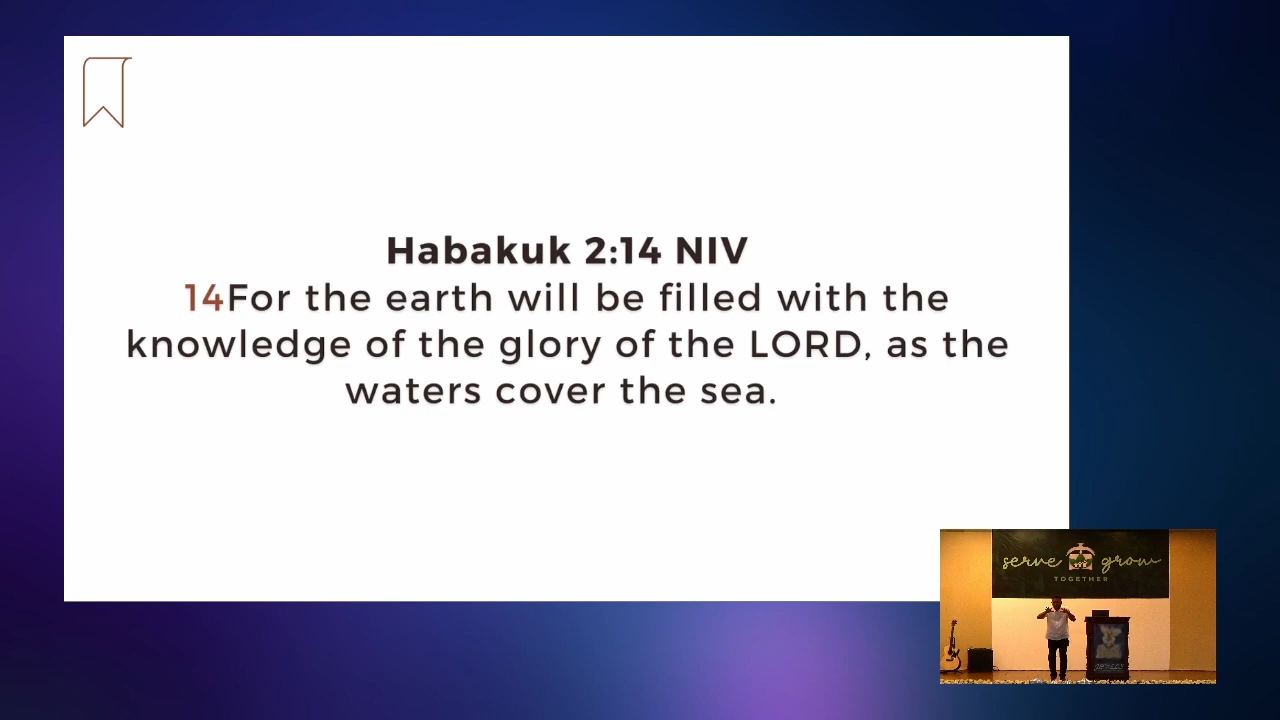 Habakuk 2:14 NIV
14For the earth will be filled with the
knowledge of the glory of the LORD, as the
waters cover the sea.
serve grow
TOGETHER